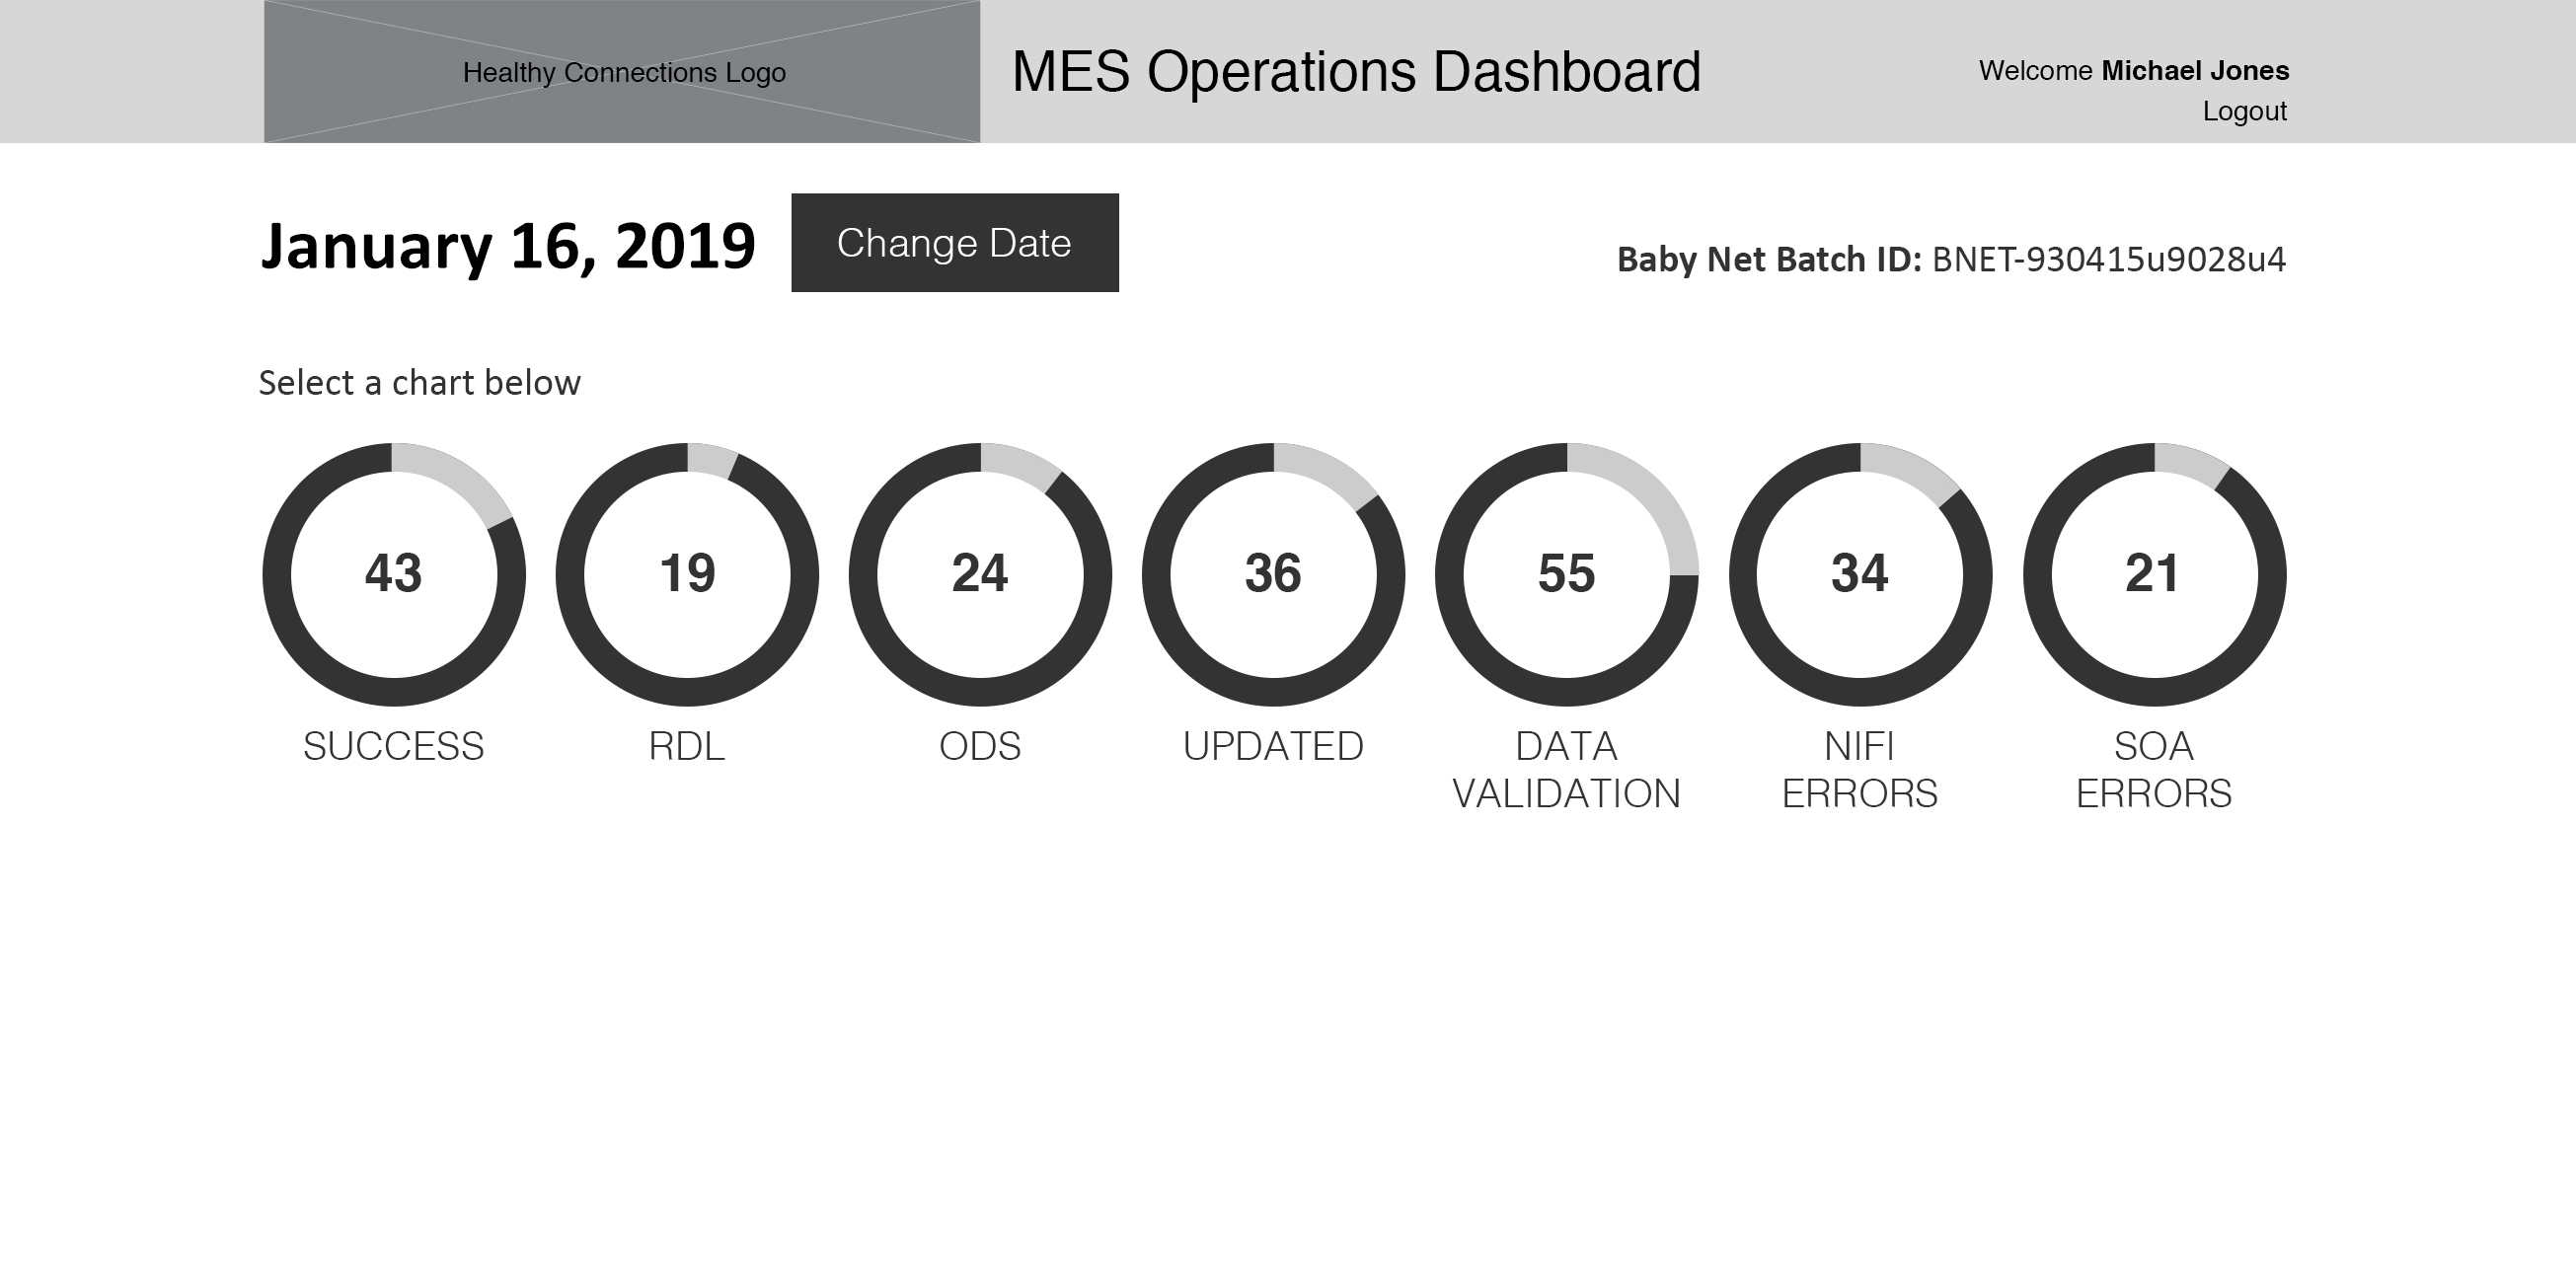 Healthy Connections Logo
MES Operations Dashboard
Welcome Michael Jones
Logout
January 16, 2019
Change Date
Baby Net Batch ID: BNET-930415u9028u4
Select a chart below
43
19
24
36
55
34
21
SUCCESS
RDL
ODS
UPDATED
DATA
VALIDATION
NIFI
ERRORS
SOA
ERRORS